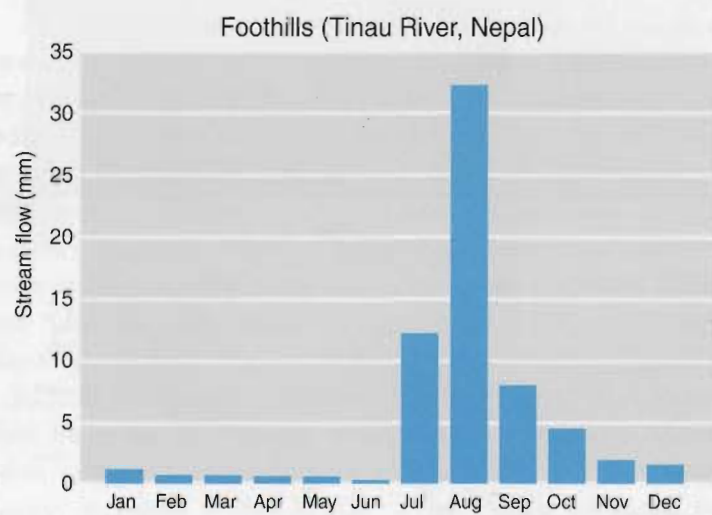 Foothills (Tinau River, Nepal)
Stream flow (mm)
35
30
25
20
15
10
5
0
Jan Feb Mar Apr May Jun Jul Aug Sep Oct Nov Dec